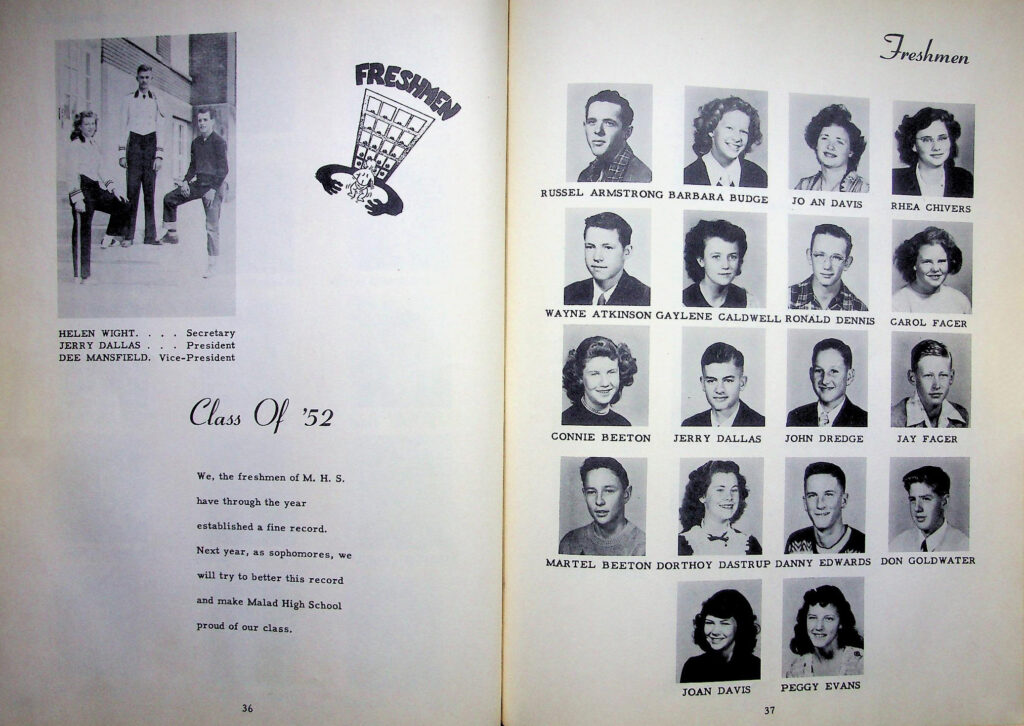 FRESHMEN
HELEN WIGHT. . . . Secretary
JERRY DALLAS . . . President
DEE MANSFIELD. Vice-President
Class Of '52
We, the freshmen of M. H. S.
have through the year
established a fine record.
Next year, as sophomores, we
will try to better this record
and make Malad High School
proud of our class.
36
Freshmen
RUSSEL ARMSTRONG BARBARA BUDGE JO AN DAVIS RHEA CHIVERS
WAYNE ATKINSON GAYLENE CALDWELL RONALD DENNIS CAROL FACER
CONNIE BEETON JERRY DALLAS JOHN DREDGE JAY FACER
MARTEL BEETON DORTHOY DASTRUP DANNY EDWARDS DON GOLDWATER
JOAN DAVIS PEGGY EVANS
37